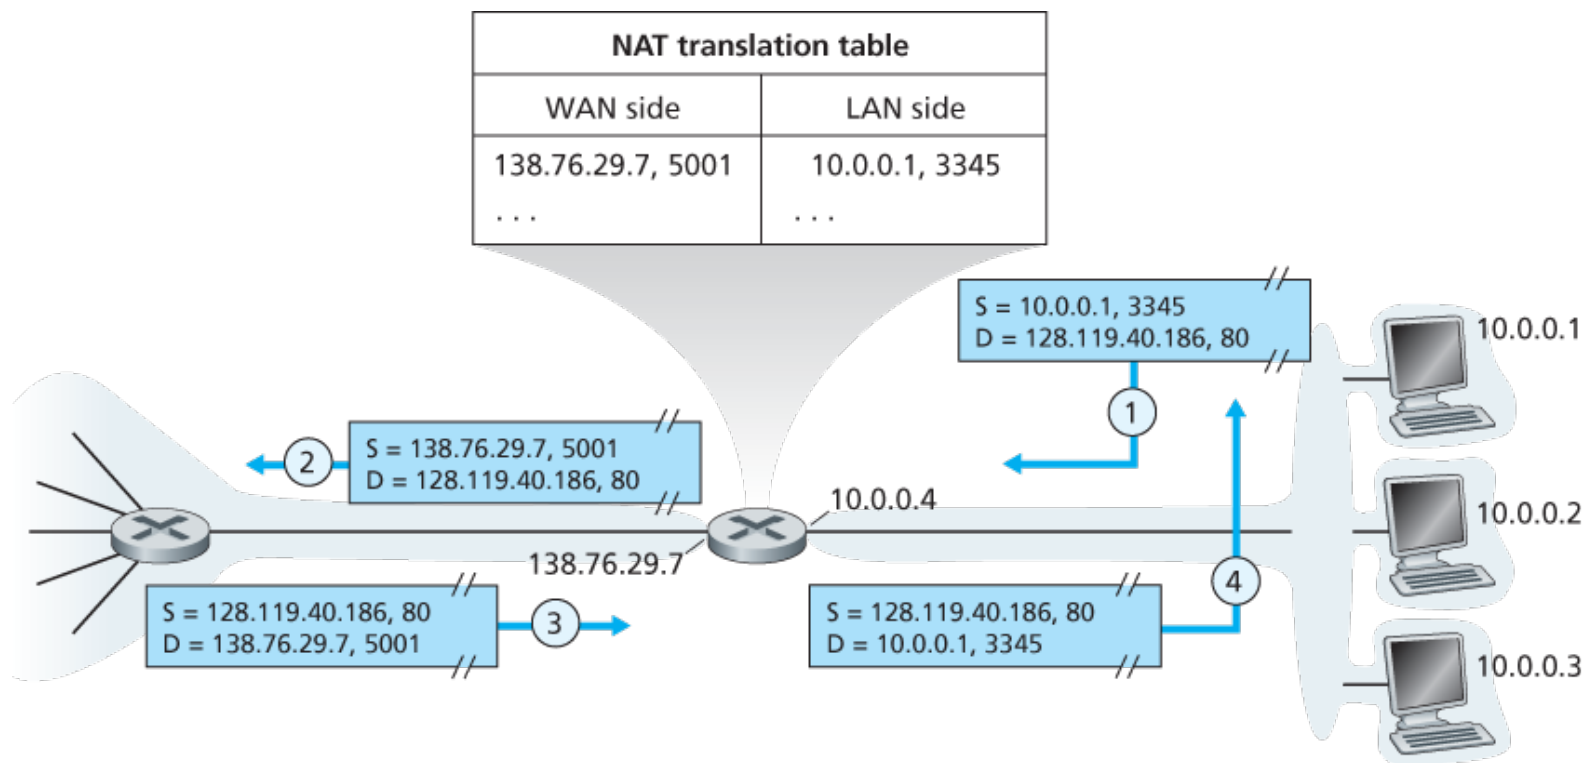 NAT translation table
WAN side LAN side
138.76.29.7, 5001 10.0.0.1, 3345
. . . . . .
S = 10.0.0.1, 3345
D = 128.119.40.186, 80
1
10.0.0.1
S = 138.76.29.7, 5001
D = 128.119.40.186, 80
2
10.0.0.4
10.0.0.2
138.76.29.7
S = 128.119.40.186, 80
D = 138.76.29.7, 5001
3
S = 128.119.40.186, 80
D = 10.0.0.1, 3345
4
10.0.0.3